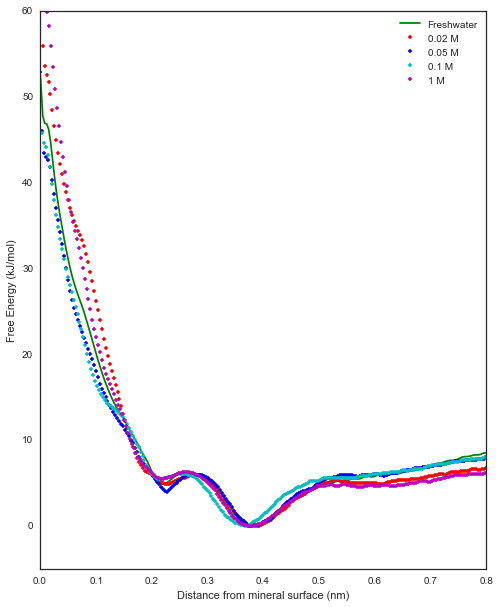 60
50
40
30
20
10
0
Free Energy (kJ/mol)
Freshwater
0.02 M
0.05 M
0.1 M
1 M
0.0 0.1 0.2 0.3 0.4 0.5 0.6 0.7 0.8
Distance from mineral surface (nm)